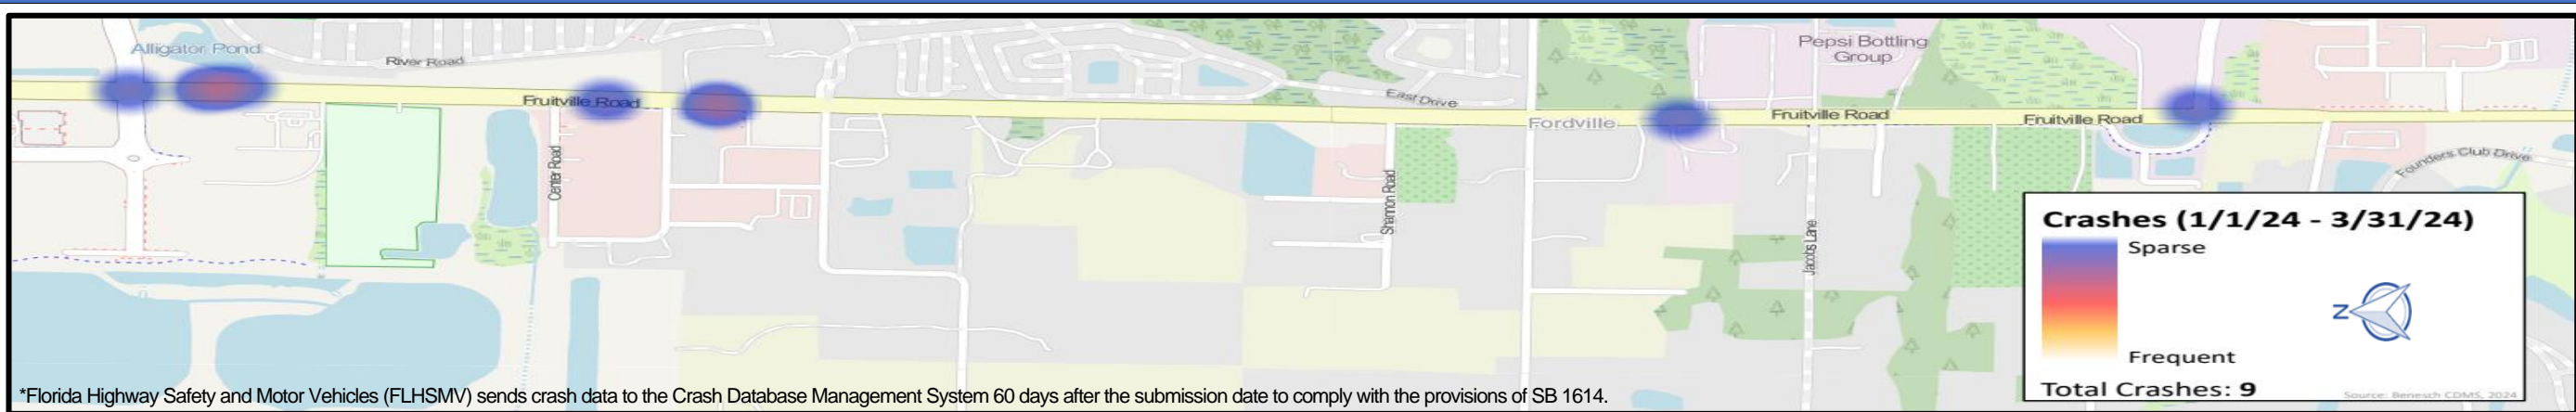 Alligator Pond
River Road
Pepsi Bottling
Group
East Drive
Fruitville Road
Fordville
Fruitville Road
Fruitville Road
Center Road
Shannon Road
Jacobs Lane
Founders Club Drive
Crashes (1/1/24 - 3/31/24)
Sparse
Z
Frequent
Total Crashes: 9
Source: Benesch CDMS, 2024
*Florida Highway Safety and Motor Vehicles (FLHSMV) sends crash data to the Crash Database Management System 60 days after the submission date to comply with the provisions of SB 1614.